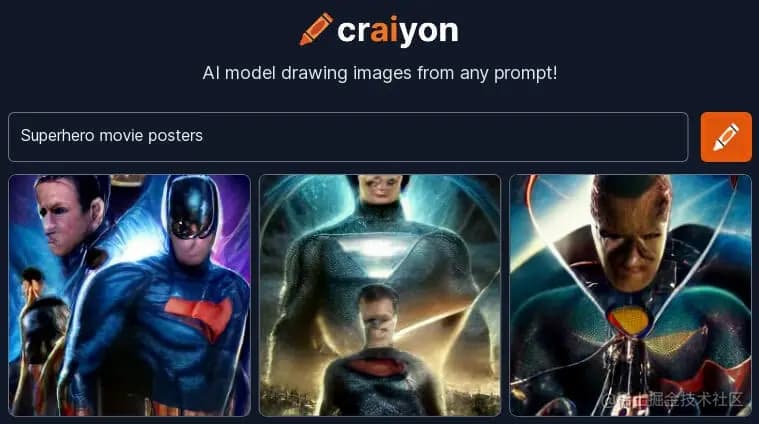 craiyon
AI model drawing images from any prompt!
Superhero movie posters
@稀土掘金技术社区